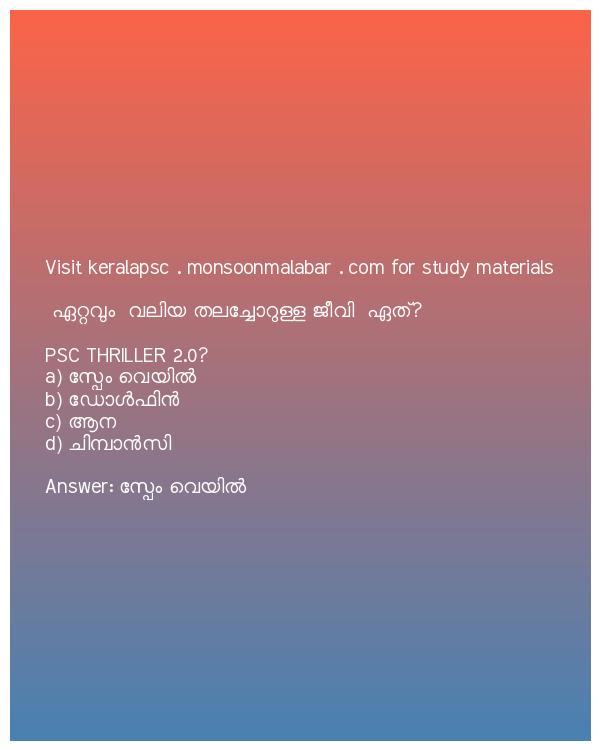 Visit keralapsc . monsoonmalabar . com for study materials
ഏറ്റവും വലിയ തലച്ചോറുള്ള ജീവി ഏത്?
PSC THRILLER 2.0?
a) സ്പേം വെയിൽ
b) ഡോൾഫിൻ
c) ആന
d) ചിമ്പാൻസി
Answer: സ്പേം വെയിൽ